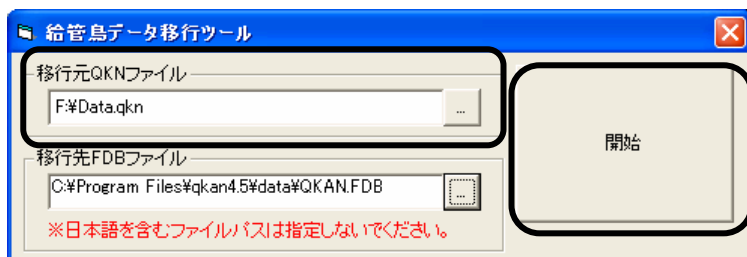 給管鳥データ移行ツール
移行元QKNファイル
F:¥Data.qkn
...
開始
移行先FDBファイル
C:¥Program Files¥qkan4.5¥data¥QKAN.FDB
...
※日本語を含むファイルパスは指定しないでください。